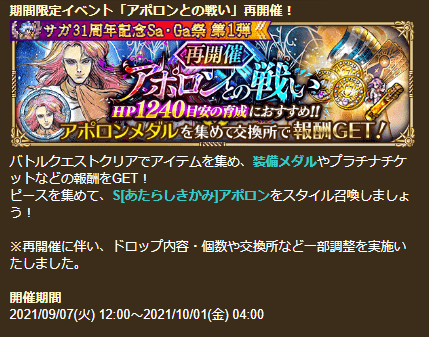 期間限定イベント「アポロンとの戦い」再開催！
サガ31周年記念Sa・Ga祭 第1弾
再開催
アポロンとの戦い
HP1240目安の育成におすすめ!!
アポロンメダルを集めて交換所で報酬GET！
バトルクエストクリアでアイテムを集め、装備メダルやプラチナチケ
ットなどの報酬をGET！
ピースを集めて、S[あたらしきかみ]アポロンをスタイル召喚しましょ
う！
※再開催に伴い、ドロップ内容・個数や交換所など一部調整を実施い
たしました。
開催期間
2021/09/07(火) 12:00～2021/10/01(金) 04:00